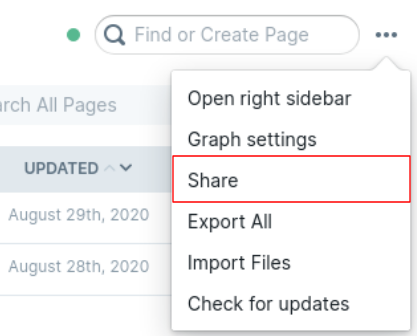 Find or Create Page
Open right sidebar
rch All Pages
Graph settings
UPDATED
Share
August 29th, 2020
Export All
August 28th, 2020
Import Files
Check for updates